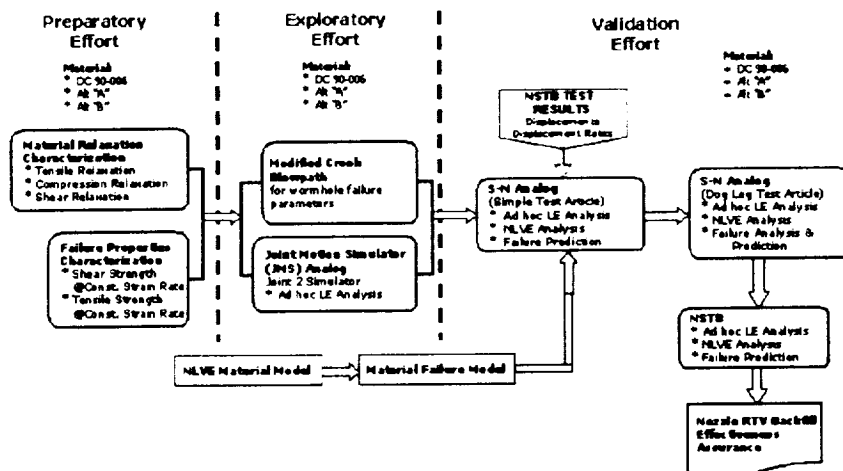 Preparatory
Effort
Material:
* DC 90-006
* Alt "A"
* Alt "B"
Material Relaxation
Characterization
* Tensile Relaxation
* Compression Relaxation
* Shear Relaxation
Failure Properties
Characterization
* Shear Strength
@Const. Strain Rate
* Tensile Strength
@Const. Strain Rate
Exploratory
Effort
Material:
* DC 90-006
* Alt "A"
* Alt "B"
Modified Crook
Blowpath
for wormhole failure
parameters
Joint Motion Simulator
(JMS) Analog
Joint 2 Simulator
* Ad hoc LE Analysis
NLVE Material Model
Material Failure Model
Validation
Effort
Material:
* DC 90-006
* Alt "A"
* Alt "B"
NSTB TEST
RESULTS
Displacements
Displacement Rates
S-N Analog
(Simple Test Article)
* Ad hoc LE Analysis
* NLVE Analysis
* Failure Prediction
S-N Analog
(Dog Leg Test Article)
* Ad hoc LE Analysis
* NLVE Analysis
* Failure Analysis &
Prediction
NSTB
* Ad hoc LE Analysis
* NLVE Analysis
* Failure Prediction
Nozzle RTV Backfill
Effectiveness
Assurance